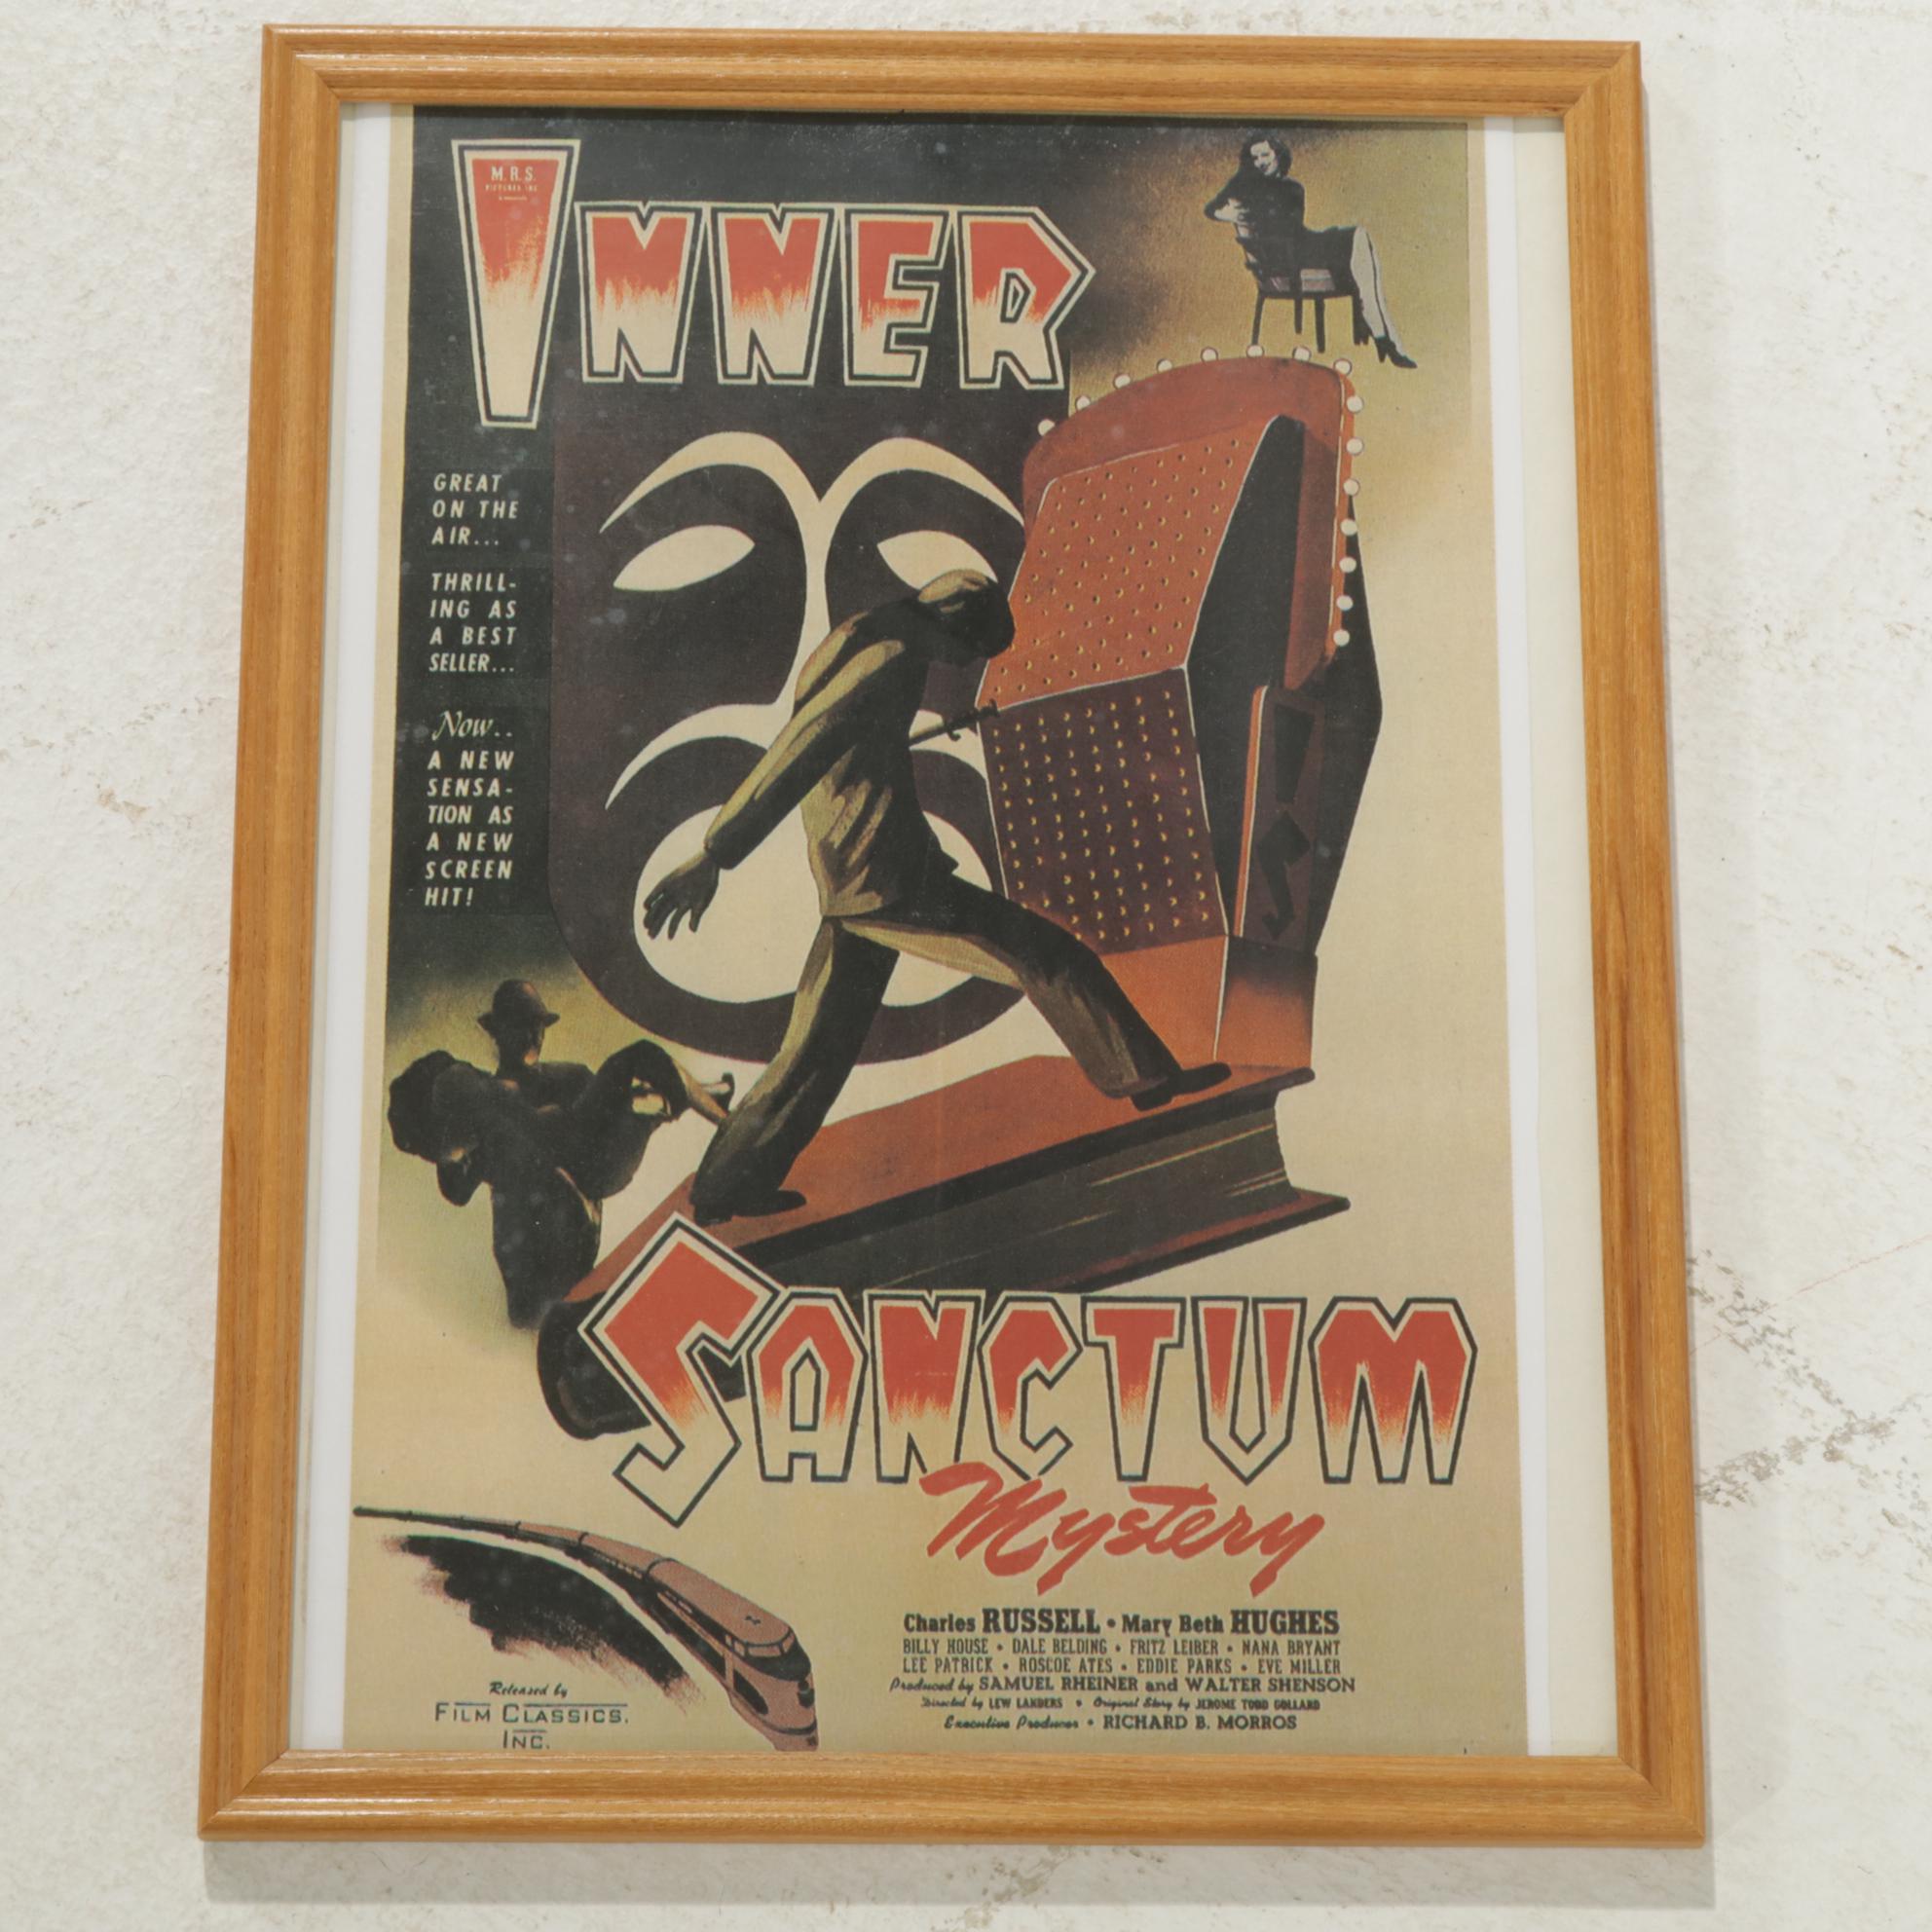 M.R.S.
PICTURES INC
INNER
GREAT
ON THE
AIR...
THRILL-
ING AS
A BEST
SELLER...
Now..
A NEW
SENSA-
TION AS
A NEW
SCREEN
HIT!
SANCTUM
Mystery
Charles RUSSELL • Mary Beth HUGHES
BILLY HOUSE • DALE BELDING • FRITZ LEIBER • NANA BRYANT
LEE PATRICK • ROSCOE ATES • EDDIE PARKS • EVE MILLER
Produced by SAMUEL RHEINER and WALTER SHENSON
Directed by LEW LANDERS • Original Story by JEROME TODD GOLLARD
Executive Producer • RICHARD B. MORROS
Released by
FILM CLASSICS,
INC.